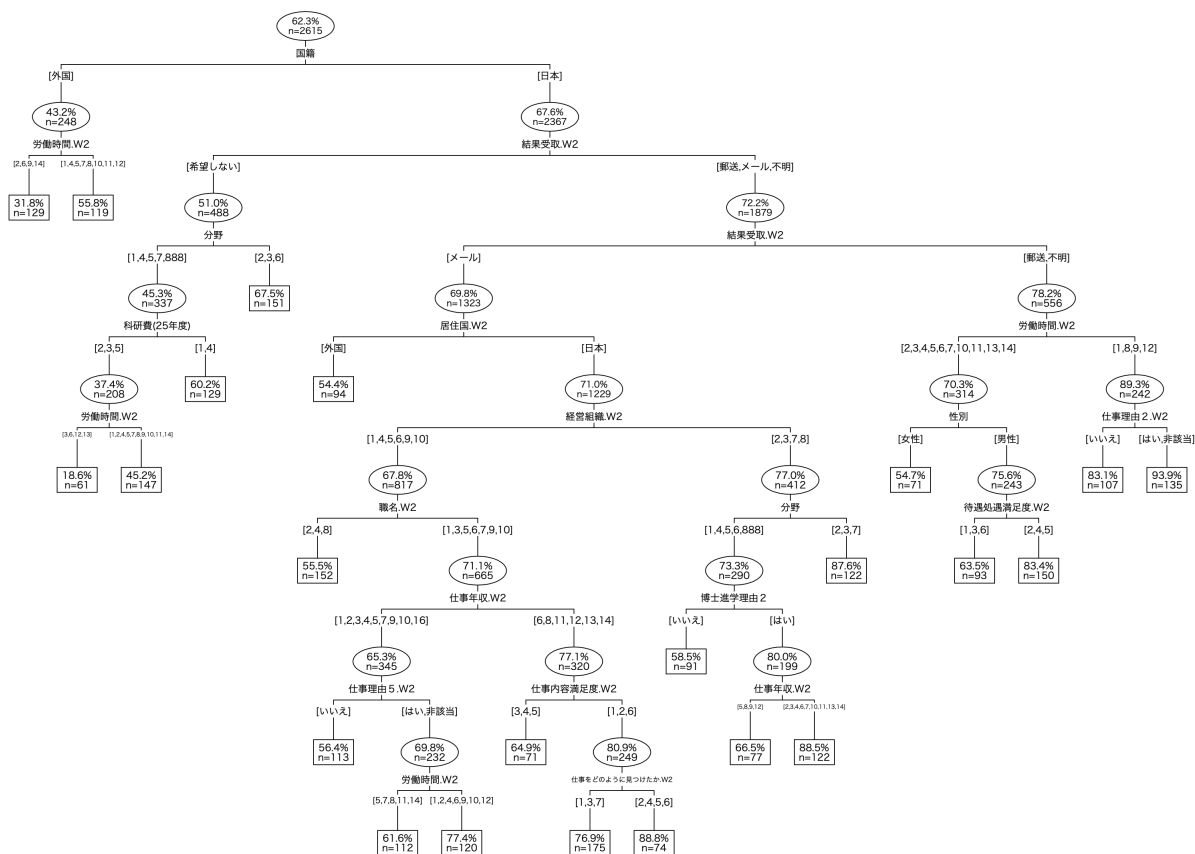 62.3%
n=2615
国籍
[外国]
[日本]
43.2%
n=248
67.6%
n=2367
労働時間.W2
結果受取.W2
[2,6,9,14]
[1,4,5,7,8,10,11,12]
[希望しない]
[郵送,メール,不明]
31.8%
n=129
55.8%
n=119
51.0%
n=488
72.2%
n=1879
分野
結果受取.W2
[1,4,5,7,888]
[2,3,6]
[メール]
[郵送,不明]
45.3%
n=337
67.5%
n=151
69.8%
n=1323
78.2%
n=556
科研費(25年度)
居住国.W2
労働時間.W2
[2,3,5]
[1,4]
[外国]
[日本]
[2,3,4,5,6,7,10,11,13,14]
[1,8,9,12]
37.4%
n=208
60.2%
n=129
54.4%
n=94
71.0%
n=1229
70.3%
n=314
89.3%
n=242
労働時間.W2
経営組織.W2
性別
仕事理由2.W2
[3,6,12,13]
[1,2,4,5,7,8,9,10,11,14]
[1,4,5,6,9,10]
[2,3,7,8]
[女性]
[男性]
[いいえ]
[はい,非該当]
18.6%
n=61
45.2%
n=147
67.8%
n=817
77.0%
n=412
54.7%
n=71
75.6%
n=243
83.1%
n=107
93.9%
n=135
職名.W2
分野
待遇処遇満足度.W2
[2,4,8]
[1,3,5,6,7,9,10]
[1,4,5,6,888]
[2,3,7]
[1,3,6]
[2,4,5]
55.5%
n=152
71.1%
n=665
73.3%
n=290
87.6%
n=122
63.5%
n=93
83.4%
n=150
仕事年収.W2
博士進学理由2
[1,2,3,4,5,7,9,10,16]
[6,8,11,12,13,14]
[いいえ]
[はい]
65.3%
n=345
77.1%
n=320
58.5%
n=91
80.0%
n=199
仕事理由5.W2
仕事内容満足度.W2
仕事年収.W2
[いいえ]
[はい,非該当]
[3,4,5]
[1,2,6]
[5,8,9,12]
[2,3,4,6,7,10,11,13,14]
56.4%
n=113
69.8%
n=232
64.9%
n=71
80.9%
n=249
66.5%
n=77
88.5%
n=122
労働時間.W2
仕事をどのように見つけたか.W2
[5,7,8,11,14]
[1,2,4,6,9,10,12]
[1,3,7]
[2,4,5,6]
61.6%
n=112
77.4%
n=120
76.9%
n=175
88.8%
n=74